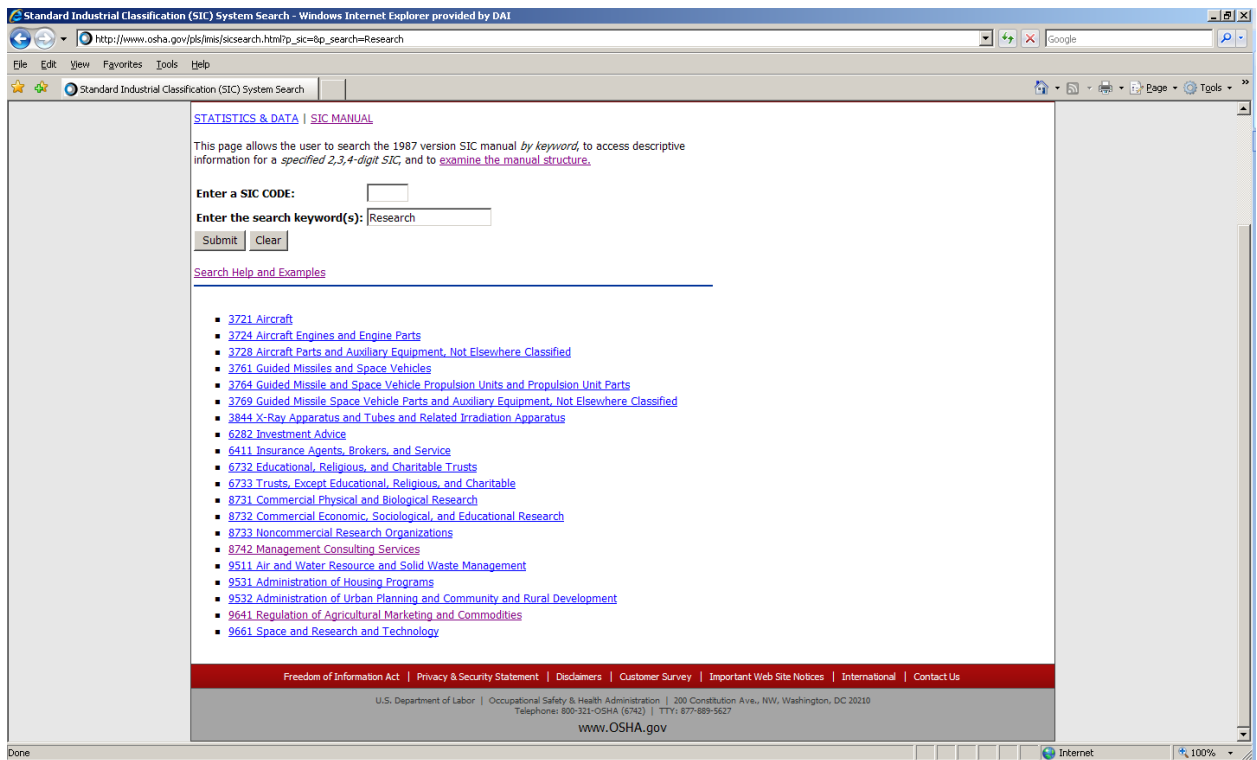 Standard Industrial Classification (SIC) System Search - Windows Internet Explorer provided by DAI
http://www.osha.gov/pls/imis/sicsearch.html?p_sic=&p_search=Research
Google
File Edit View Favorites Tools Help
Standard Industrial Classification (SIC) System Search
Page Tools »
STATISTICS & DATA | SIC MANUAL
This page allows the user to search the 1987 version SIC manual by keyword, to access descriptive
information for a specified 2,3,4-digit SIC, and to examine the manual structure.
Enter a SIC CODE:
Enter the search keyword(s): Research
Submit Clear
Search Help and Examples
3721 Aircraft
3724 Aircraft Engines and Engine Parts
3728 Aircraft Parts and Auxiliary Equipment, Not Elsewhere Classified
3761 Guided Missiles and Space Vehicles
3764 Guided Missile and Space Vehicle Propulsion Units and Propulsion Unit Parts
3769 Guided Missile Space Vehicle Parts and Auxiliary Equipment, Not Elsewhere Classified
3844 X-Ray Apparatus and Tubes and Related Irradiation Apparatus
6282 Investment Advice
6411 Insurance Agents, Brokers, and Service
6732 Educational, Religious, and Charitable Trusts
6733 Trusts, Except Educational, Religious, and Charitable
8731 Commercial Physical and Biological Research
8732 Commercial Economic, Sociological, and Educational Research
8733 Noncommercial Research Organizations
8742 Management Consulting Services
9511 Air and Water Resource and Solid Waste Management
9531 Administration of Housing Programs
9532 Administration of Urban Planning and Community and Rural Development
9641 Regulation of Agricultural Marketing and Commodities
9661 Space and Research and Technology
Freedom of Information Act | Privacy & Security Statement | Disclaimers | Customer Survey | Important Web Site Notices | International | Contact Us
U.S. Department of Labor | Occupational Safety & Health Administration | 200 Constitution Ave., NW, Washington, DC 20210
Telephone: 800-321-OSHA (6742) | TTY: 877-889-5627
www.OSHA.gov
Done Internet 100%